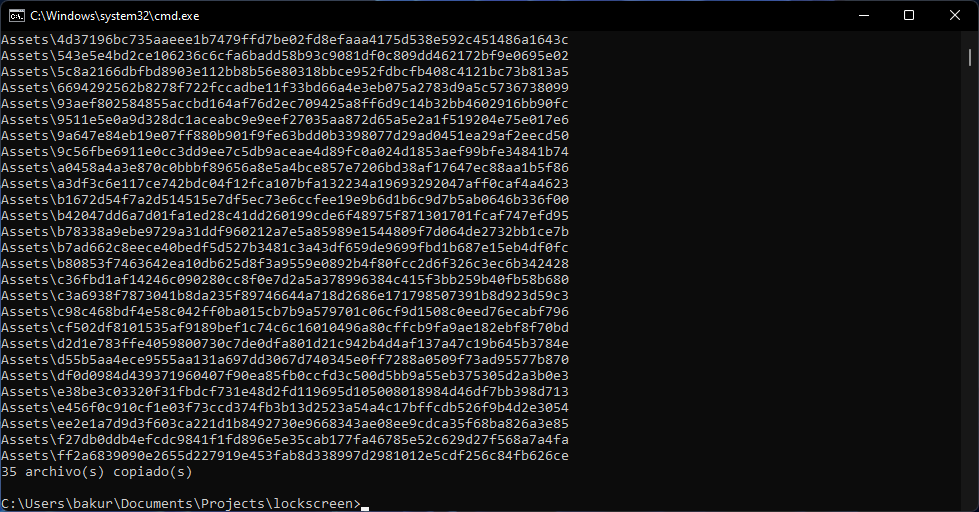 C:\Windows\system32\cmd.exe
Assets\4d37196bc735aaeee1b7479ffd7be02fd8efaaa4175d538e592c451486a1643c
Assets\543e5e4bd2ce106236c6cfa6badd58b93c9081df0c809dd462172bf9e0695e02
Assets\5c8a2166dbfbd8903e112bb8b56e80318bbce952fdbcfb408c4121bc73b813a5
Assets\6694292562b8278f722fccadbe11f33bd66a4e3eb075a2783d9a5c5736738099
Assets\93aef802584855accbd164af76d2ec709425a8ff6d9c14b32bb4602916bb90fc
Assets\9511e5e0a9d328dc1aceabc9e9eef27035aa872d65a5e2a1f519204e75e017e6
Assets\9a647e84eb19e07ff880b901f9fe63bdd0b3398077d29ad0451ea29af2eecd50
Assets\9c56fbe6911e0cc3dd9ee7c5db9aceae4d89fc0a024d1853aef99bfe34841b74
Assets\a0458a4a3e870c0bbbf89656a8e5a4bce857e7206bd38af17647ec88aa1b5f86
Assets\a3df3c6e117ce742bdc04f12fca107bfa132234a19693292047aff0caf4a4623
Assets\b1672d54f7a2d514515e7df5ec73e6ccfee19e9b6d1b6c9d7b5ab0646b336f00
Assets\b42047dd6a7d01fa1ed28c41dd260199cde6f48975f871301701fcaf747efd95
Assets\b78338a9ebe9729a31ddf960212a7e5a85989e1544809f7d064de2732bb1ce7b
Assets\b7ad662c8eece40bedf5d527b3481c3a43df659de9699fbd1b687e15eb4df0fc
Assets\b80853f7463642ea10db625d8f3a9559e0892b4f80fcc2d6f326c3ec6b342428
Assets\c36fbd1af14246c090280cc8f0e7d2a5a378996384c415f3bb259b40fb58b680
Assets\c3a6938f7873041b8da235f89746644a718d2686e171798507391b8d923d59c3
Assets\c98c468bdf4e58c042ff0ba015cb7b9a579701c06cf9d1508c0eed76ecabf796
Assets\cf502df8101535af9189bef1c74c6c16010496a80cffcb9fa9ae182ebf8f70bd
Assets\d2d1e783ffe4059800730c7de0dfa801d21c942b4d4af137a47c19b645b3784e
Assets\d55b5aa4ece9555aa131a697dd3067d740345e0ff7288a0509f73ad95577b870
Assets\df0d0984d439371960407f90ea85fb0ccfd3c500d5bb9a55eb375305d2a3b0e3
Assets\e38be3c03320f31fbdcf731e48d2fd119695d105008018984d46df7bb398d713
Assets\e456f0c910cf1e03f73ccd374fb3b13d2523a54a4c17bffcdb526f9b4d2e3054
Assets\ee2e1a7d9d3f603ca221d1b8492730e9668343ae08ee9cdca35f68ba826a3e85
Assets\f27db0ddb4efcdc9841f1fd896e5e35cab177fa46785e52c629d27f568a7a4fa
Assets\ff2a6839090e2655d227919e453fab8d338997d2981012e5cdf256c84fb626ce
35 archivo(s) copiado(s)
C:\Users\bakur\Documents\Projects\lockscreen>